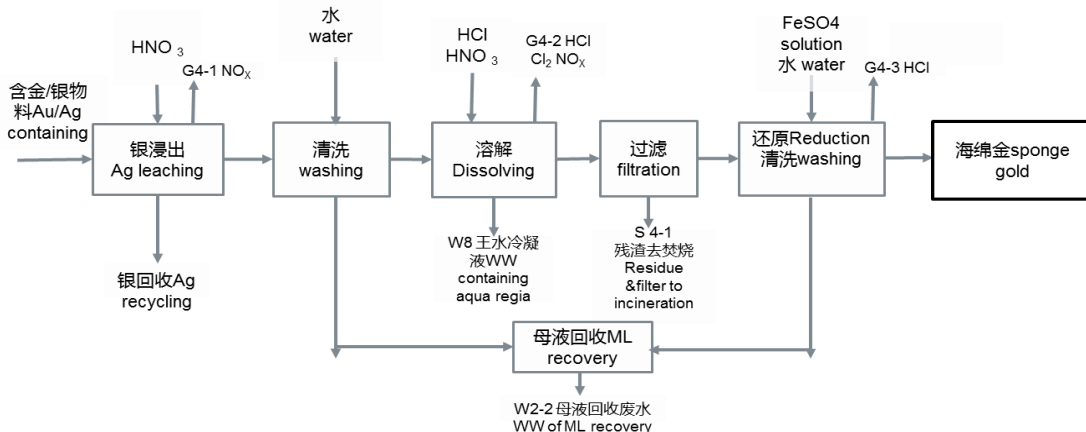 HNO 3
G4-1 NOX
水
water
HCl
HNO 3
G4-2 HCl
Cl2 NOX
FeSO4
solution
水 water
G4-3 HCl
含金/银物
料Au/Ag
containing
银浸出
Ag leaching
清洗
washing
溶解
Dissolving
过滤
filtration
还原Reduction
清洗washing
海绵金sponge
gold
银回收Ag
recycling
W8 王水冷凝
液WW
containing
aqua regia
S 4-1
残渣去焚烧
Residue
&filter to
incineration
母液回收ML
recovery
W2-2 母液回收废水
WW of ML recovery